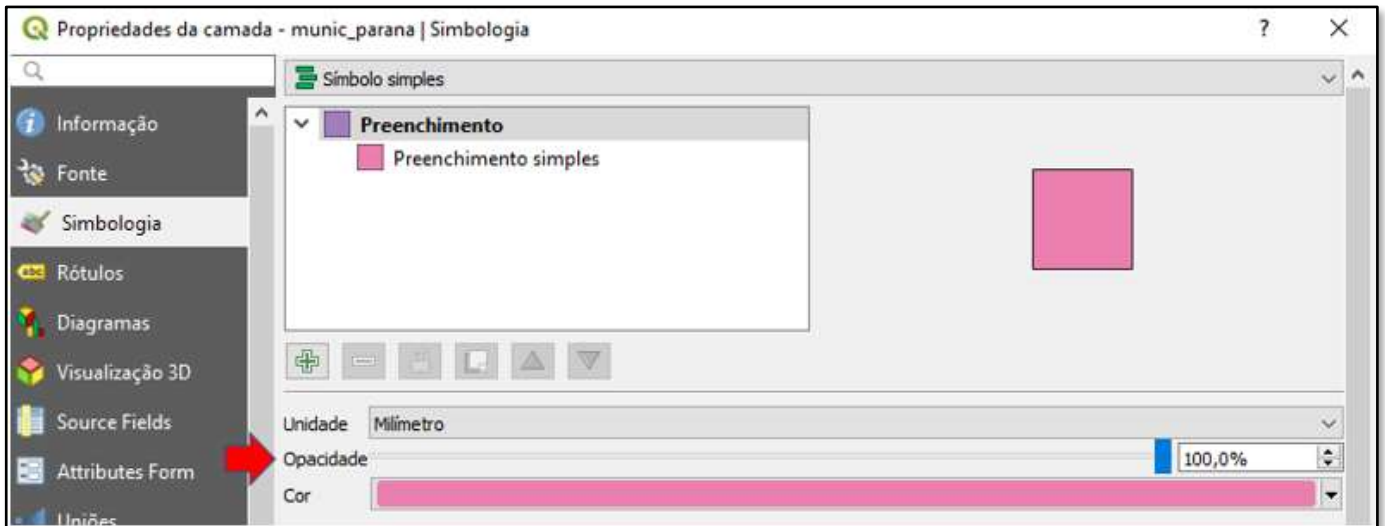 Propriedades da camada - munic_parana | Simbologia
?
Símbolo simples
Informação
Fonte
Simbologia
Rótulos
Diagramas
Visualização 3D
Source Fields
Attributes Form
Uniões
Preenchimento
Preenchimento simples
Unidade Milímetro
Opacidade 100,0%
Cor